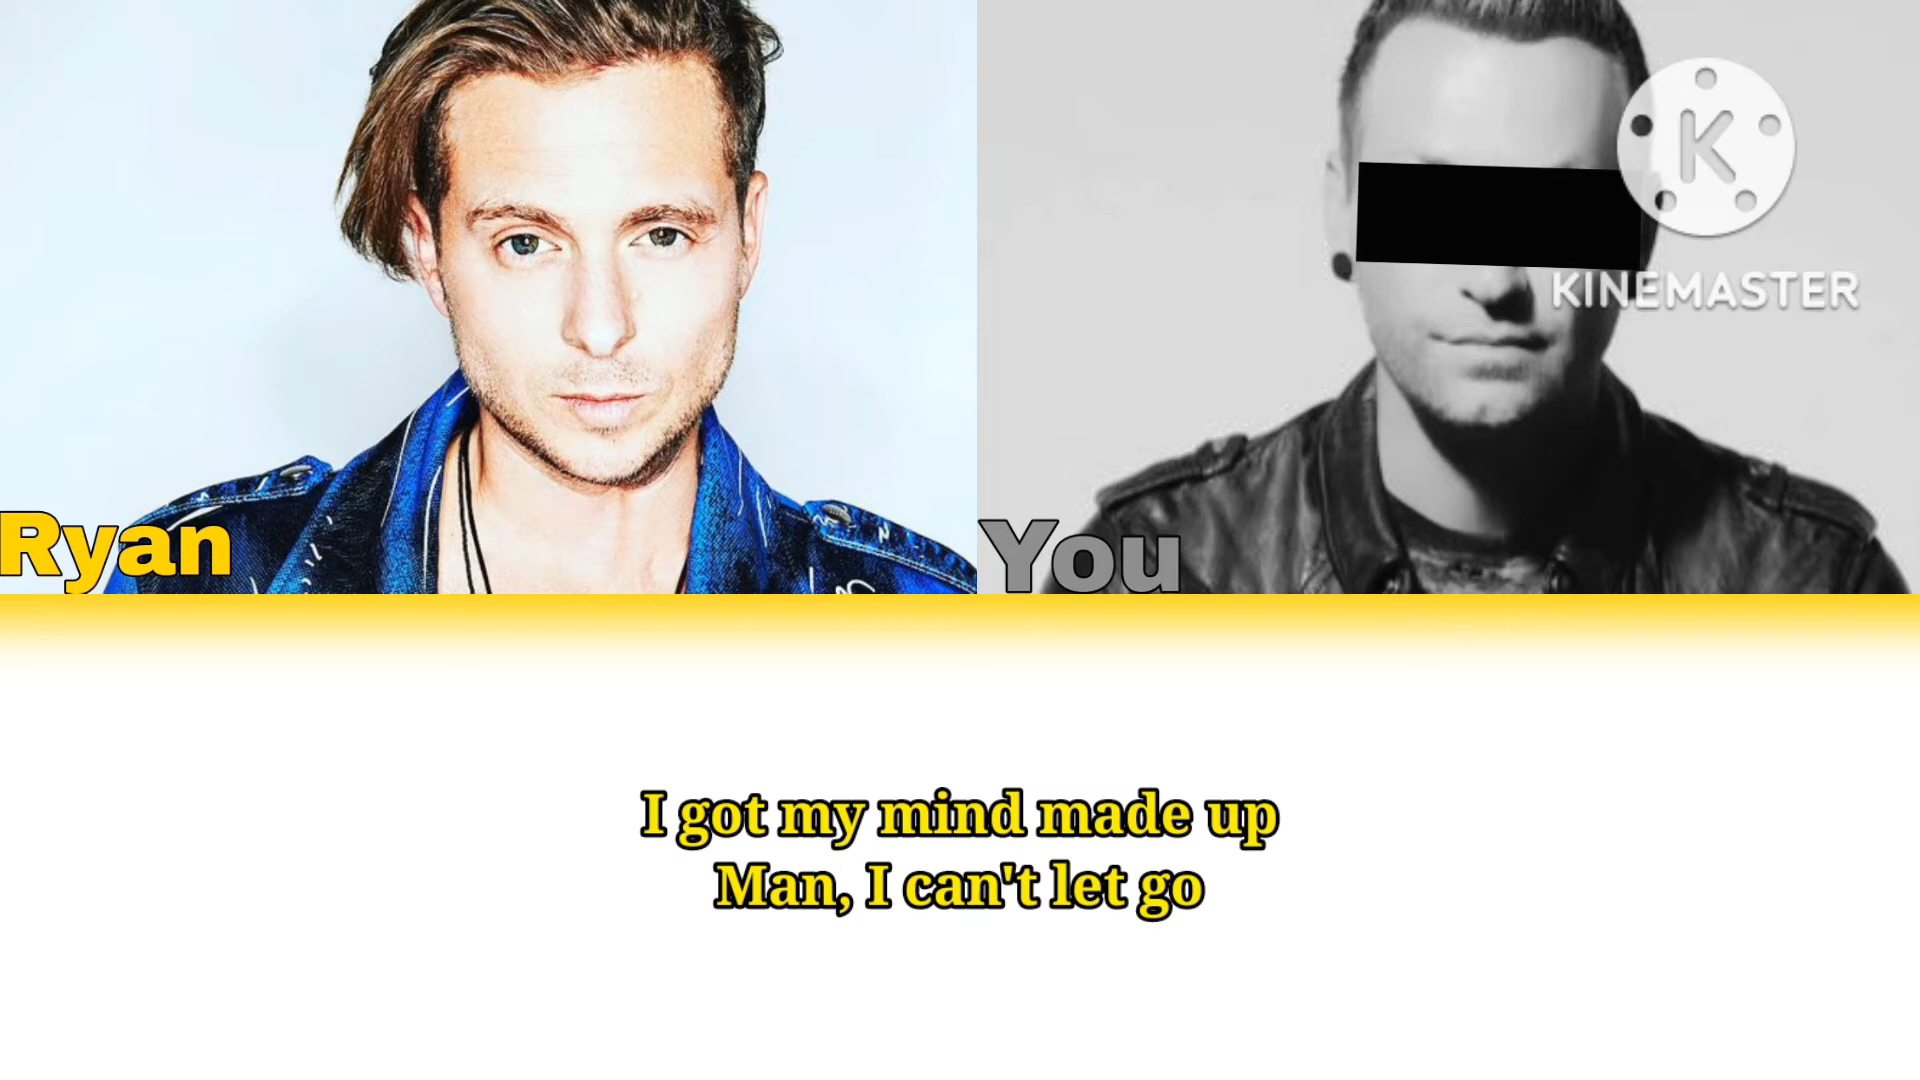 Ryan
You
K
KINEMASTER
I got my mind made up
Man, I can't let go